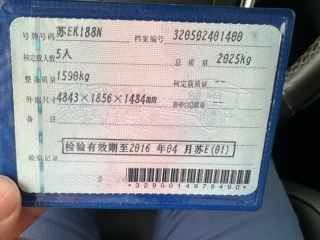 号牌号码 苏EK188N 档案编号 320502401400
核定载人数 5人 总质量 2025kg
整备质量 1590kg 核定载质量 --
外廓尺寸 4843×1856×1484mm 准牵引总质量 --
备注
检验有效期至2016 年04 月苏E(01)
检验记录
*3290014979490*